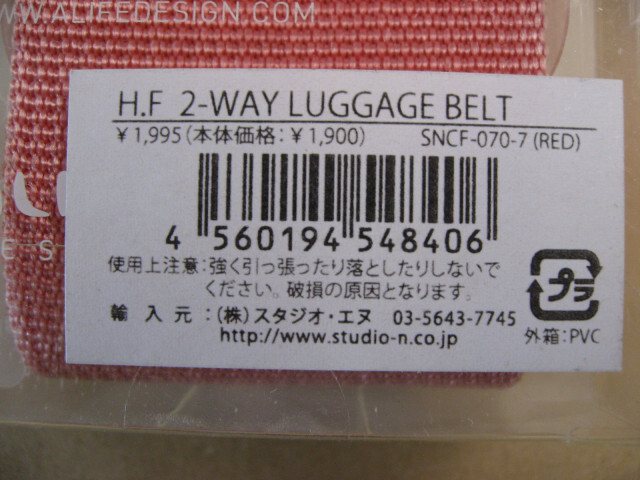 WWW.ALIFEDESIGN.COM
H.F 2-WAY LUGGAGE BELT
￥1,995(本体価格:￥1,900) SNCF-070-7 (RED)
4 560194 548406
使用上注意:強く引っ張ったり落としたりしないで
ください。破損の原因となります。
輸入元:(株)スタジオ・エヌ 03-5643-7745
http://www.studio-n.co.jp
プラ
外箱:PVC